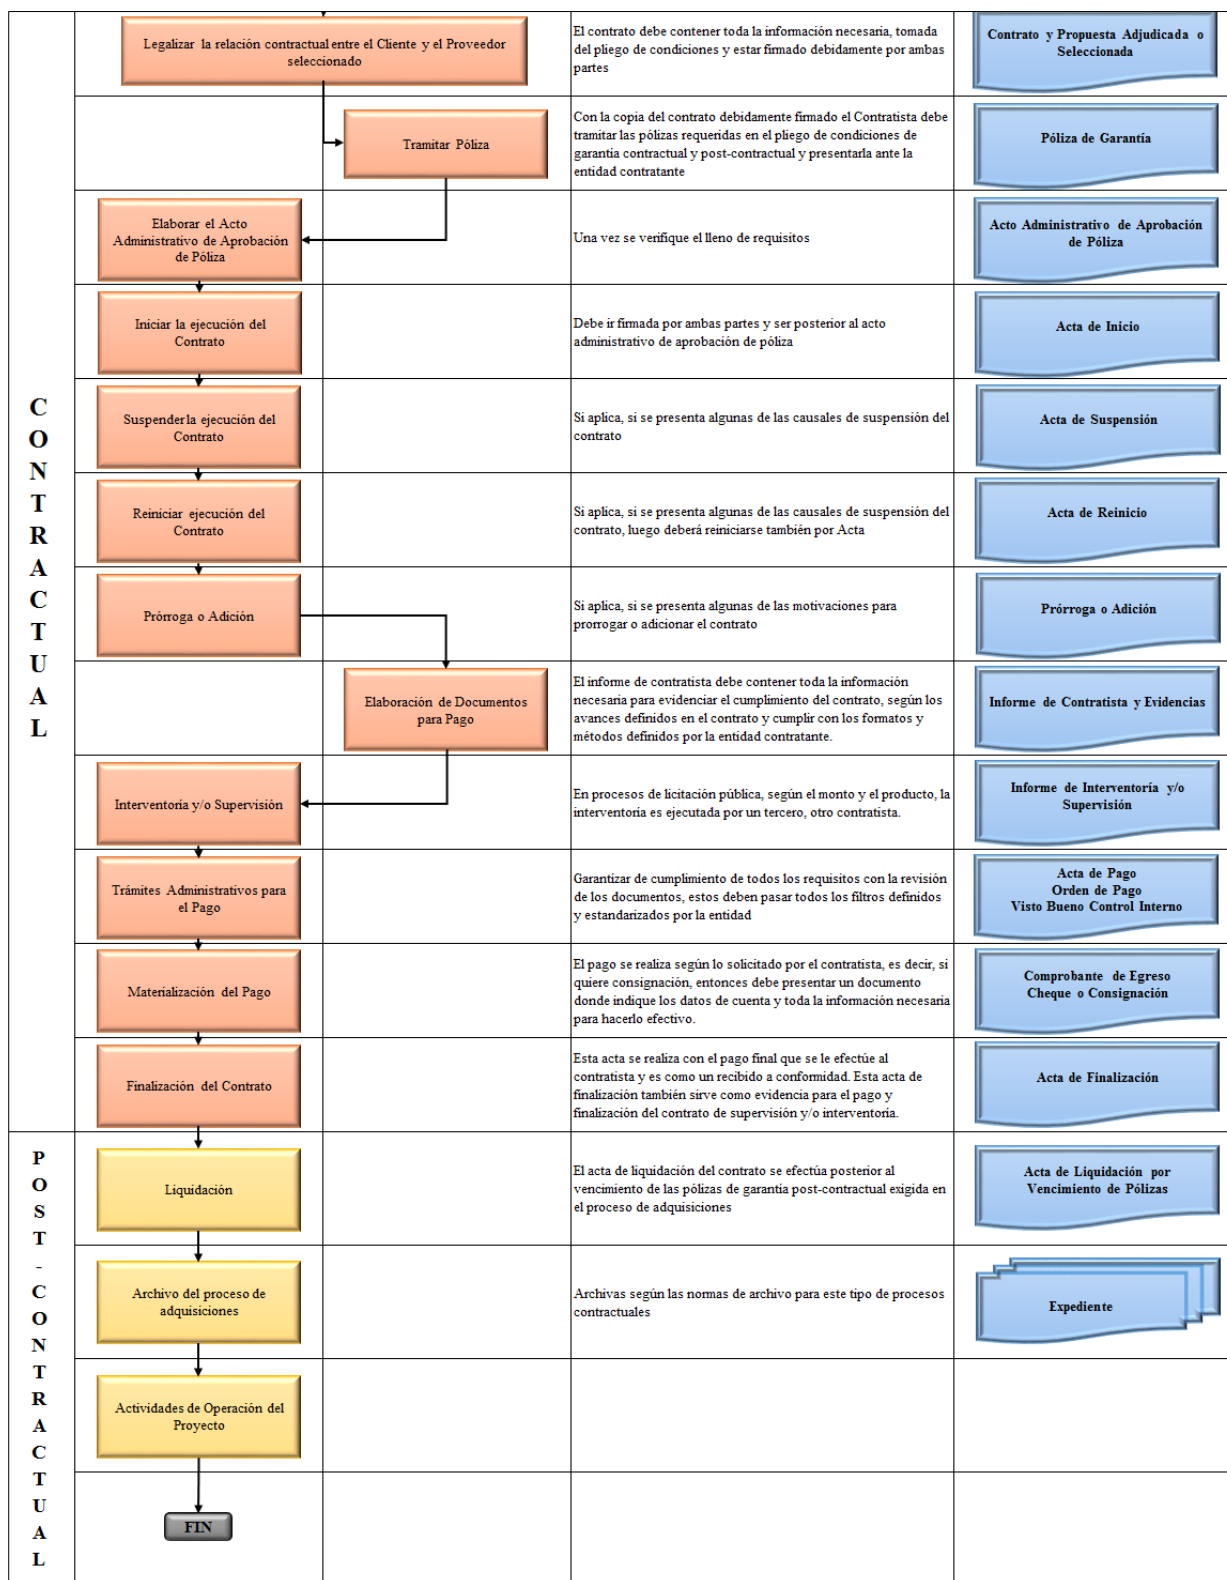 Legalizar la relación contractual entre el Cliente y el Proveedor
seleccionado
El contrato debe contener toda la información necesaria, tomada
del pliego de condiciones y estar firmado debidamente por ambas
partes
Contrato y Propuesta Adjudicada o
Seleccionada
Tramitar Póliza
Con la copia del contrato debidamente firmado el Contratista debe
tramitar las pólizas requeridas en el pliego de condiciones de
garantía contractual y post-contractual y presentarla ante la
entidad contratante
Póliza de Garantía
Elaborar el Acto
Administrativo de Aprobación
de Póliza
Una vez se verifique el lleno de requisitos
Acto Administrativo de Aprobación
de Póliza
Iniciar la ejecución del
Contrato
Debe ir firmada por ambas partes y ser posterior al acto
administrativo de aprobación de póliza
Acta de Inicio
CONTRACTUAL
Suspender la ejecución del
Contrato
Si aplica, si se presenta algunas de las causales de suspensión del
contrato
Acta de Suspensión
Reiniciar ejecución del
Contrato
Si aplica, si se presenta algunas de las causales de suspensión del
contrato, luego deberá reiniciarse también por Acta
Acta de Reinicio
Prórroga o Adición
Si aplica, si se presenta algunas de las motivaciones para
prorrogar o adicionar el contrato
Prórroga o Adición
Elaboración de Documentos
para Pago
El informe de contratista debe contener toda la información
necesaria para evidenciar el cumplimiento del contrato, según los
avances definidos en el contrato y cumplir con los formatos y
métodos definidos por la entidad contratante.
Informe de Contratista y Evidencias
Interventoría y/o Supervisión
En procesos de licitación pública, según el monto y el producto, la
interventoría es ejecutada por un tercero, otro contratista.
Informe de Interventoría y/o
Supervisión
Trámites Administrativos para
el Pago
Garantizar de cumplimiento de todos los requisitos con la revisión
de los documentos, estos deben pasar todos los filtros definidos
y estandarizados por la entidad
Acta de Pago
Orden de Pago
Visto Bueno Control Interno
Materialización del Pago
El pago se realiza según lo solicitado por el contratista, es decir, si
quiere consignación, entonces debe presentar un documento
donde indique los datos de cuenta y toda la información necesaria
para hacerlo efectivo.
Comprobante de Egreso
Cheque o Consignación
Finalización del Contrato
Esta acta se realiza con el pago final que se le efectúe al
contratista y es como un recibido a conformidad. Esta acta de
finalización también sirve como evidencia para el pago y
finalización del contrato de supervisión y/o interventoría.
Acta de Finalización
POST-CONTRACTUAL
Liquidación
El acta de liquidación del contrato se efectúa posterior al
vencimiento de las pólizas de garantía post-contractual exigida en
el proceso de adquisiciones
Acta de Liquidación por
Vencimiento de Pólizas
Archivo del proceso de
adquisiciones
Archivas según las normas de archivo para este tipo de procesos
contractuales
Expediente
Actividades de Operación del
Proyecto
FIN